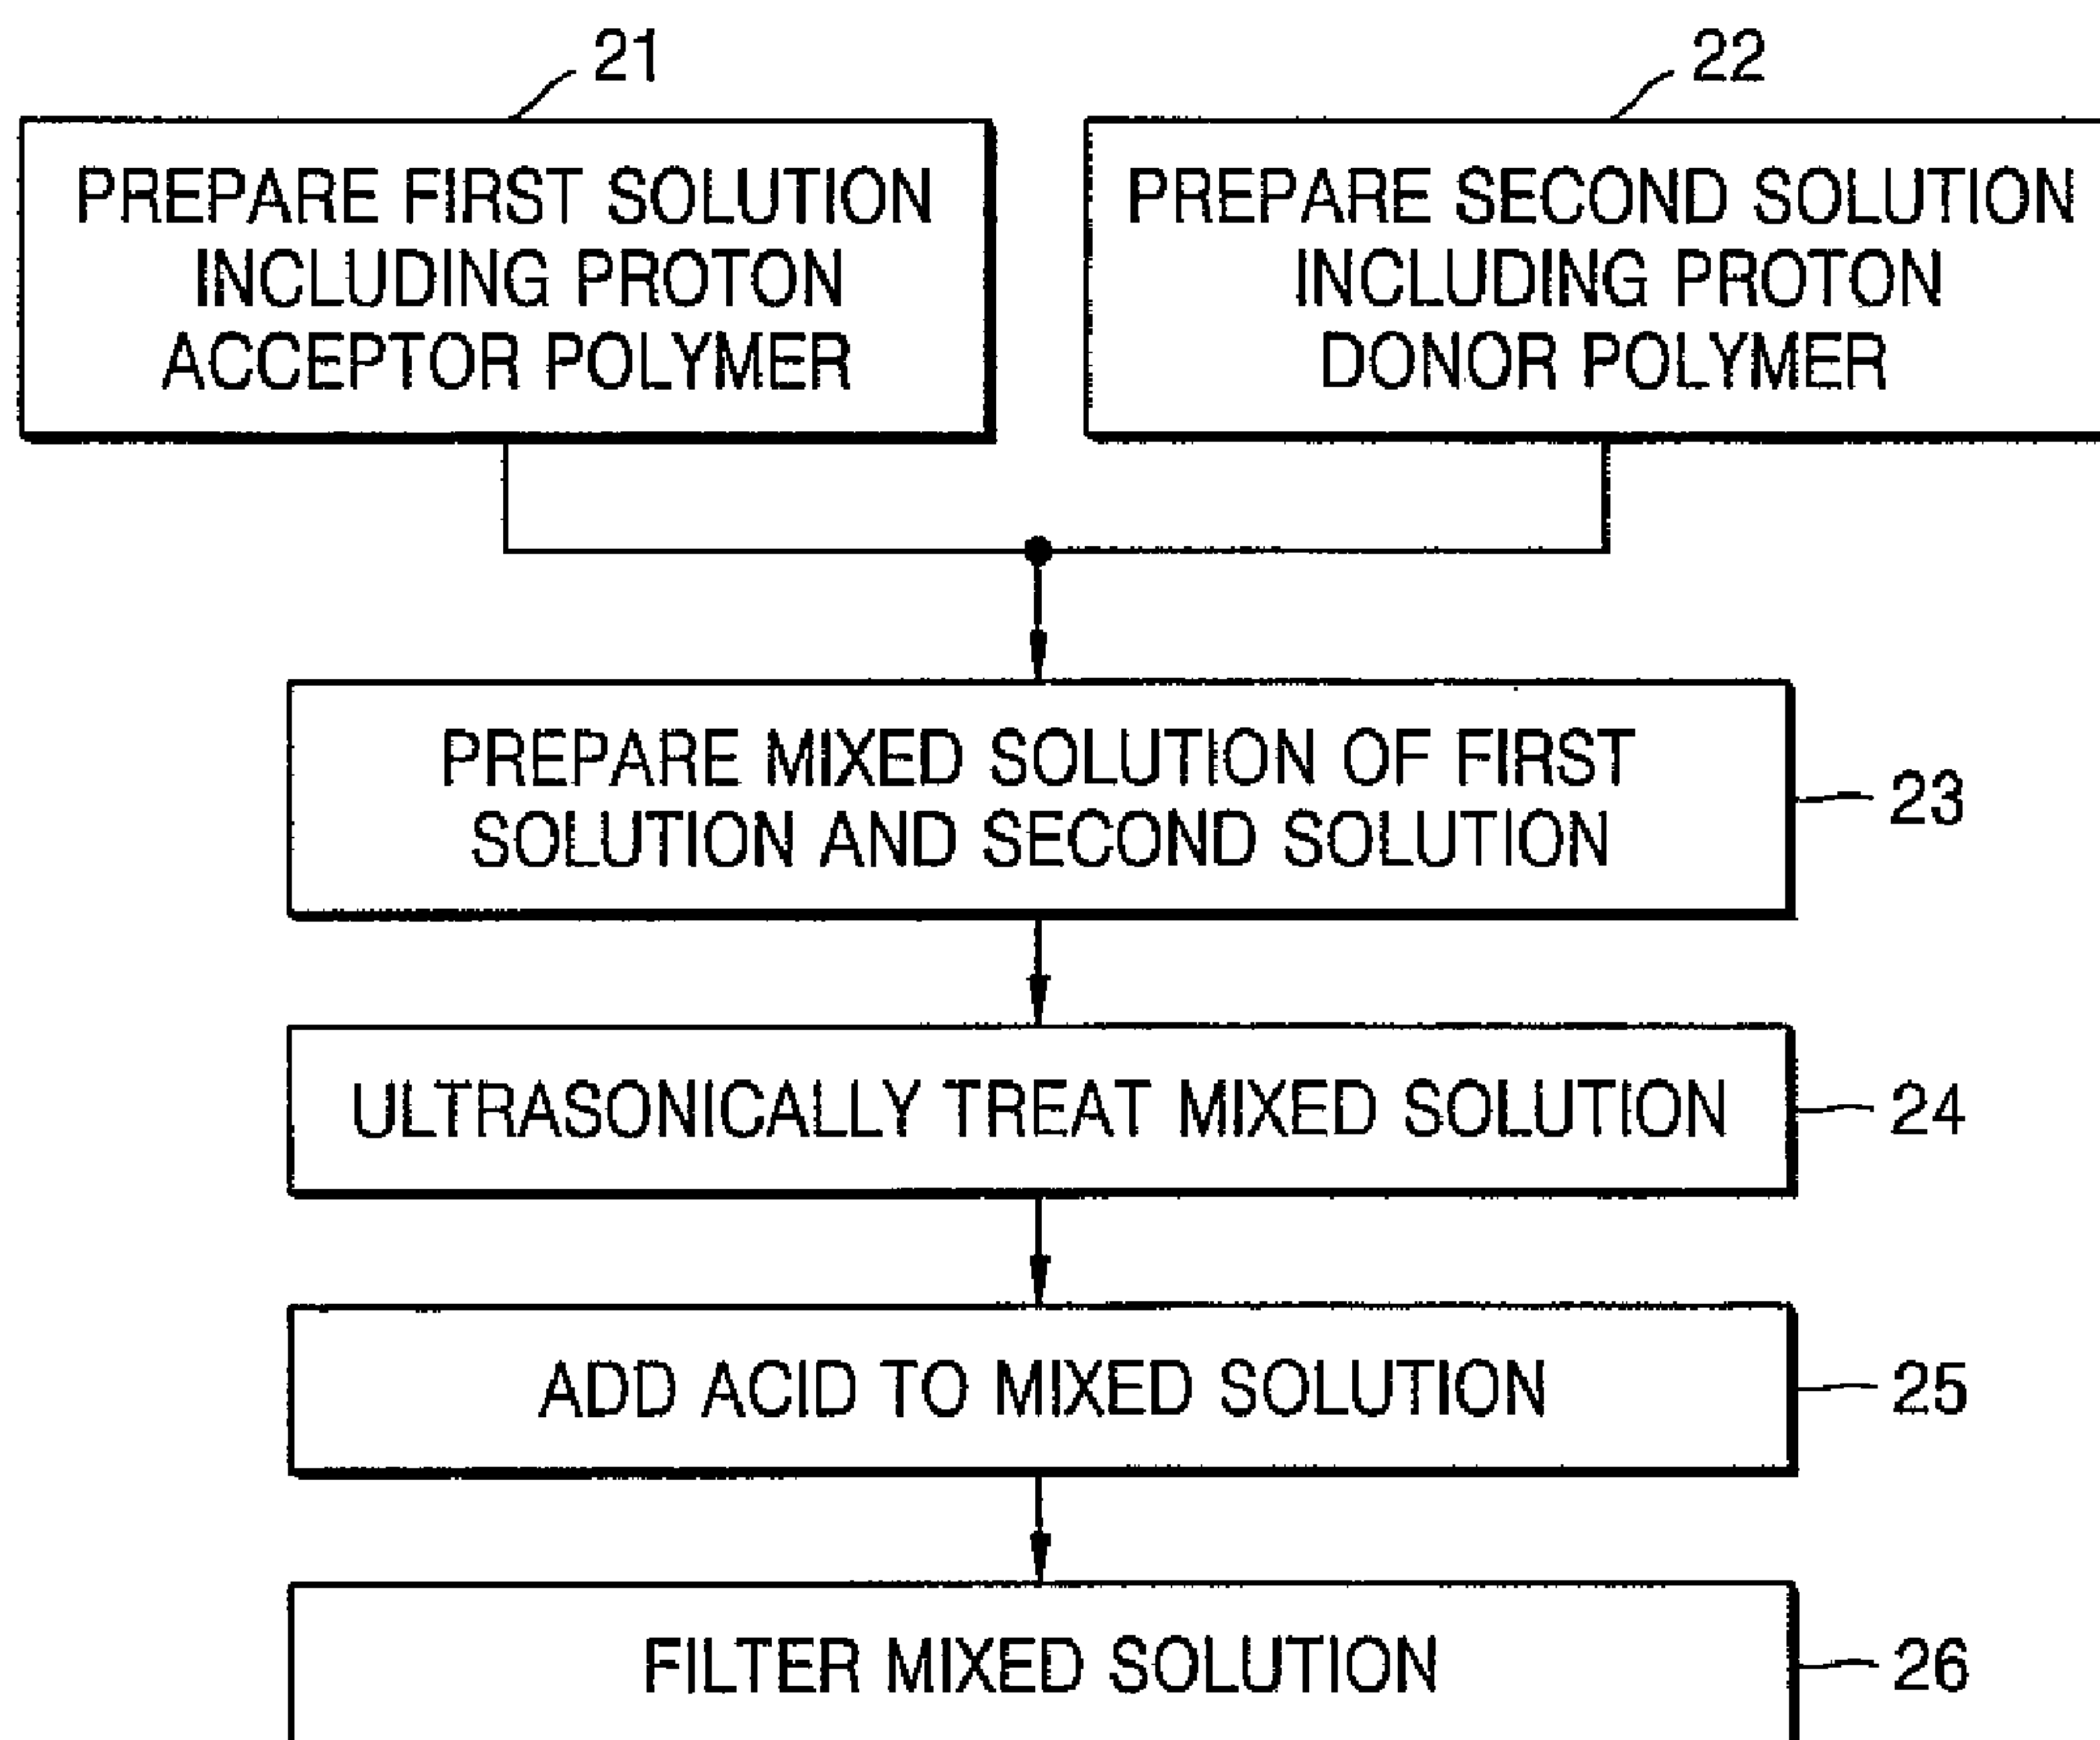 21
PREPARE FIRST SOLUTION
INCLUDING PROTON
ACCEPTOR POLYMER
22
PREPARE SECOND SOLUTION
INCLUDING PROTON
DONOR POLYMER
PREPARE MIXED SOLUTION OF FIRST
SOLUTION AND SECOND SOLUTION
23
ULTRASONICALLY TREAT MIXED SOLUTION
24
ADD ACID TO MIXED SOLUTION
25
FILTER MIXED SOLUTION
26